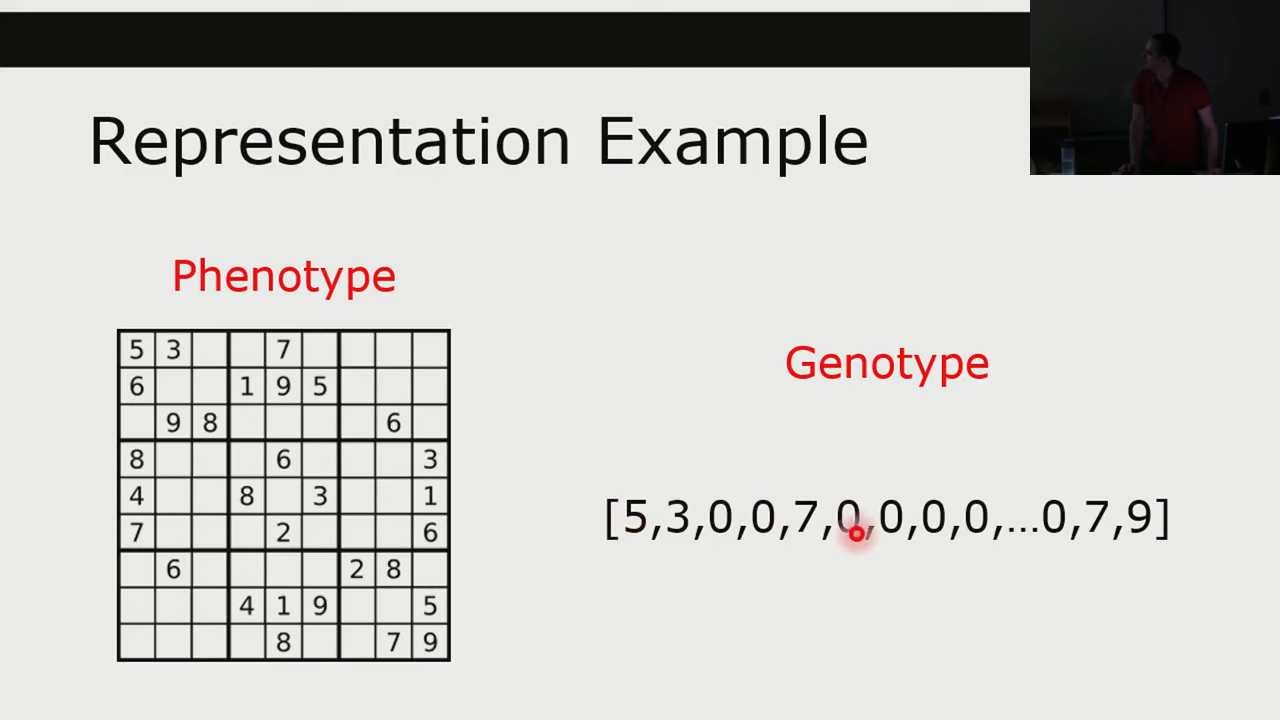 Representation Example
Phenotype
5 3 7
6 1 9 5
9 8 6
8 6 3
4 8 3 1
7 2 6
6 2 8
4 1 9 5
8 7 9
Genotype
[5,3,0,0,7,0,0,0,0,...0,7,9]